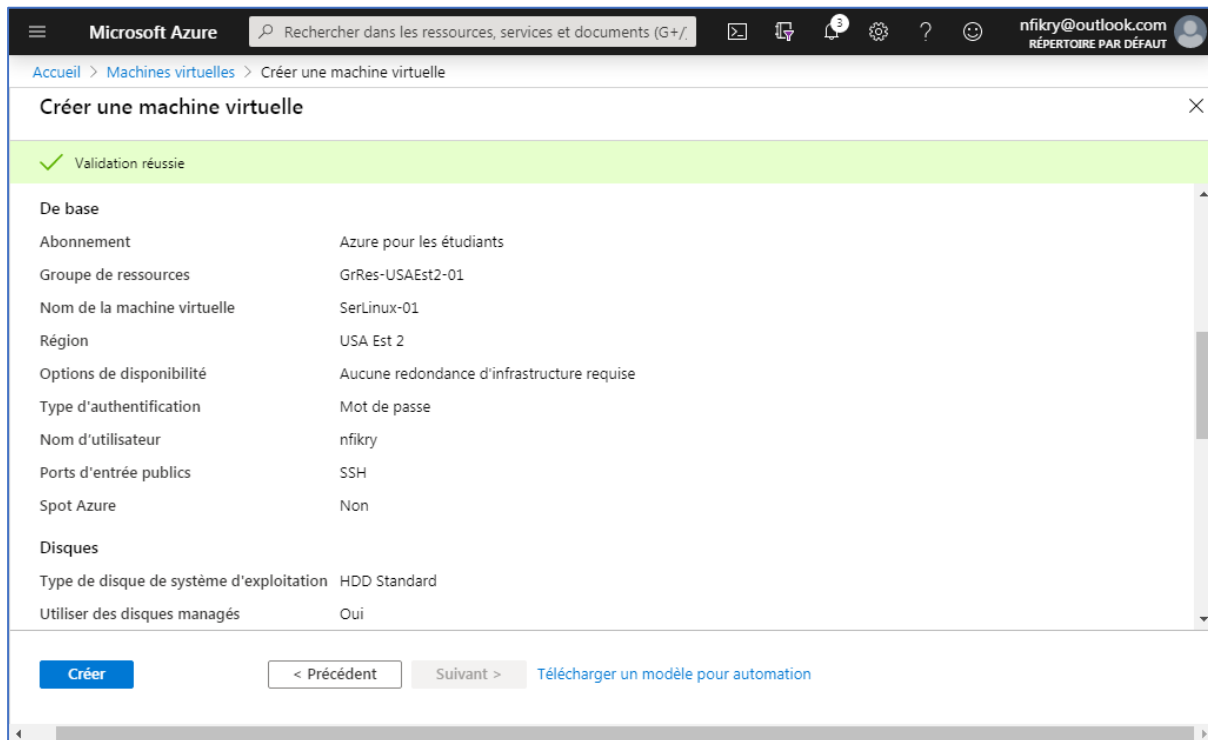 Microsoft Azure
Rechercher dans les ressources, services et documents (G+/
3
nfikry@outlook.com
RÉPERTOIRE PAR DÉFAUT
Accueil > Machines virtuelles > Créer une machine virtuelle
Créer une machine virtuelle
Validation réussie
De base
Abonnement Azure pour les étudiants
Groupe de ressources GrRes-USAEst2-01
Nom de la machine virtuelle SerLinux-01
Région USA Est 2
Options de disponibilité Aucune redondance d'infrastructure requise
Type d'authentification Mot de passe
Nom d'utilisateur nfikry
Ports d'entrée publics SSH
Spot Azure Non
Disques
Type de disque de système d'exploitation HDD Standard
Utiliser des disques managés Oui
Créer < Précédent Suivant > Télécharger un modèle pour automation